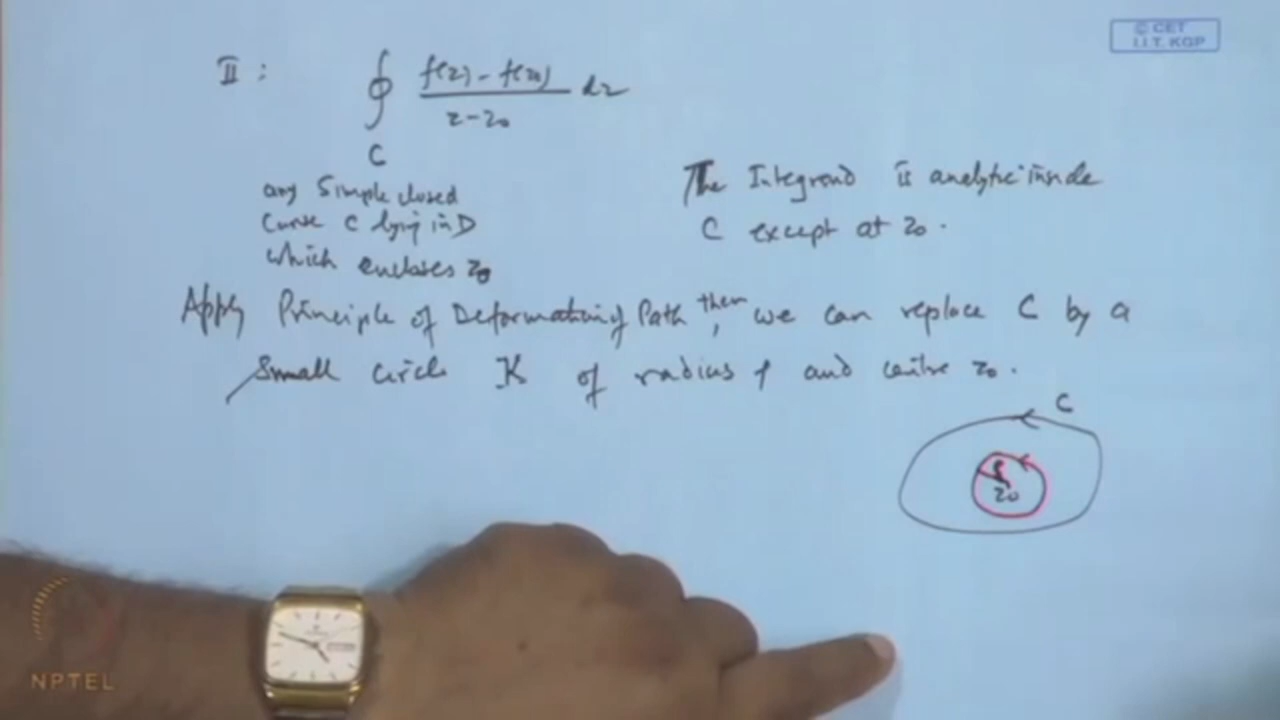 © CET
I.I.T. KGP
II : ∮ f(z) - f(z0) dz
z - z0
C
any Simple closed
curve C lying in D
which encloses z0
The Integrand is analytic inside
C except at z0.
Apply Principle of Deformation of Path, then we can replace C by a
small circle K of radius ρ and centre z0.
C
ρ
z0
NPTEL